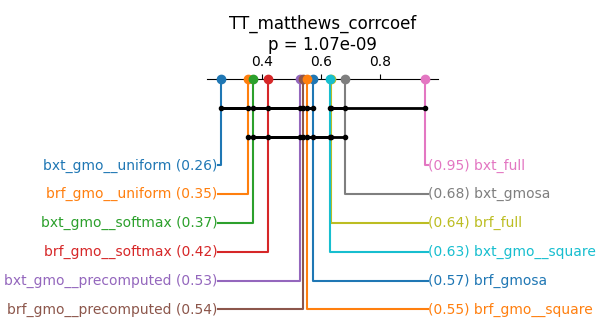 TT_matthews_corrcoef
p = 1.07e-09
0.4 0.6 0.8
bxt_gmo__uniform (0.26) (0.95) bxt_full
brf_gmo__uniform (0.35) (0.68) bxt_gmosa
bxt_gmo__softmax (0.37) (0.64) brf_full
brf_gmo__softmax (0.42) (0.63) bxt_gmo__square
bxt_gmo__precomputed (0.53) (0.57) brf_gmosa
brf_gmo__precomputed (0.54) (0.55) brf_gmo__square